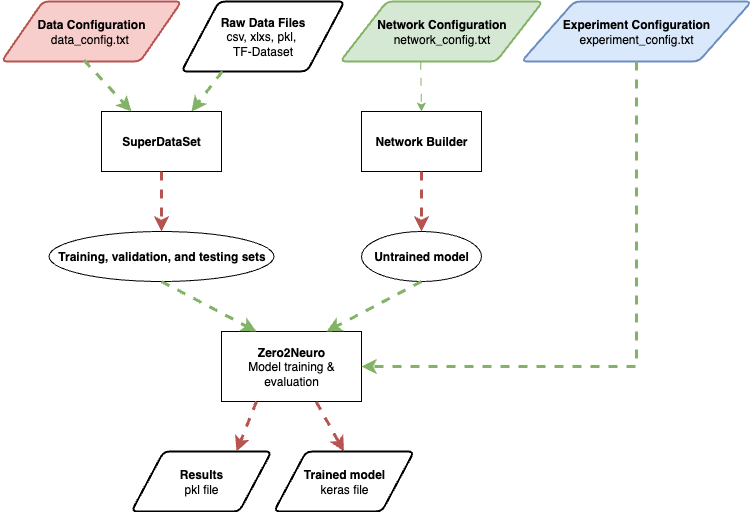 Data Configuration
data_config.txt
Raw Data Files
csv, xlxs, pkl,
TF-Dataset
Network Configuration
network_config.txt
Experiment Configuration
experiment_config.txt
SuperDataSet
Network Builder
Training, validation, and testing sets
Untrained model
Zero2Neuro
Model training &
evaluation
Results
pkl file
Trained model
keras file